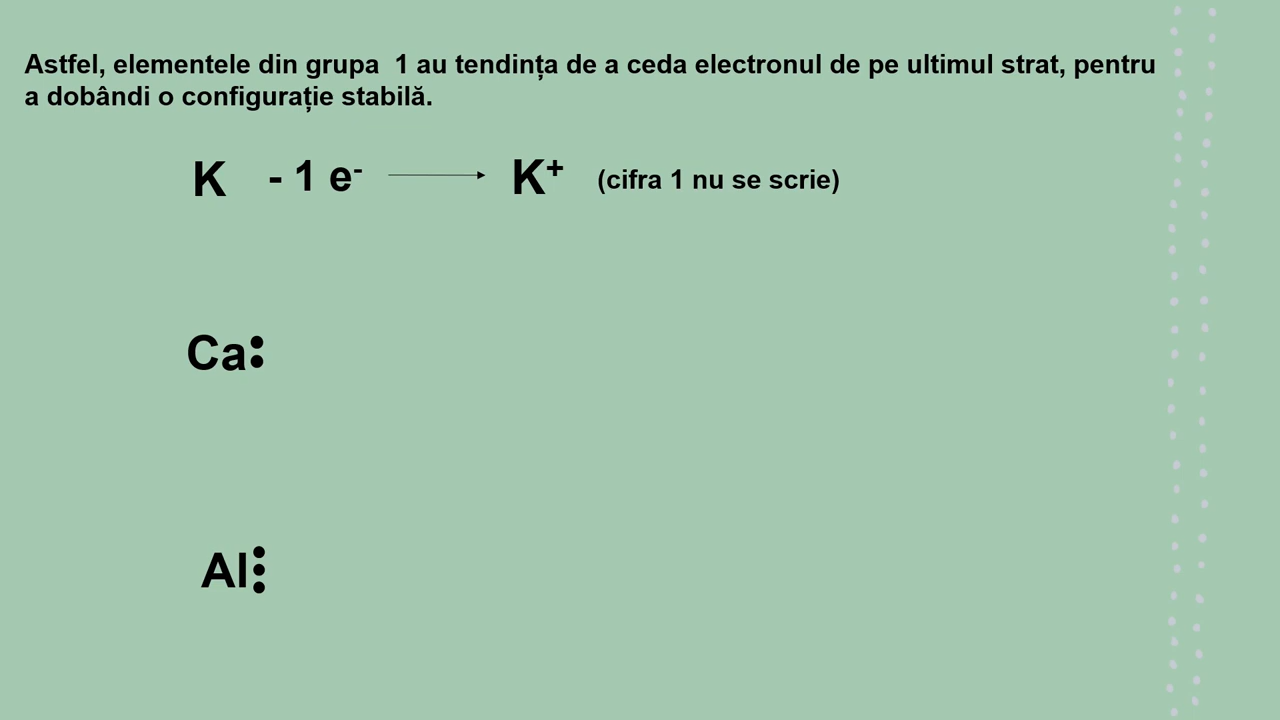 Astfel, elementele din grupa  1 au tendința de a ceda electronul de pe ultimul strat, pentru
a dobândi o configurație stabilă.
K - 1 e⁻ ⟶ K⁺ (cifra 1 nu se scrie)
Ca:
Al⁝